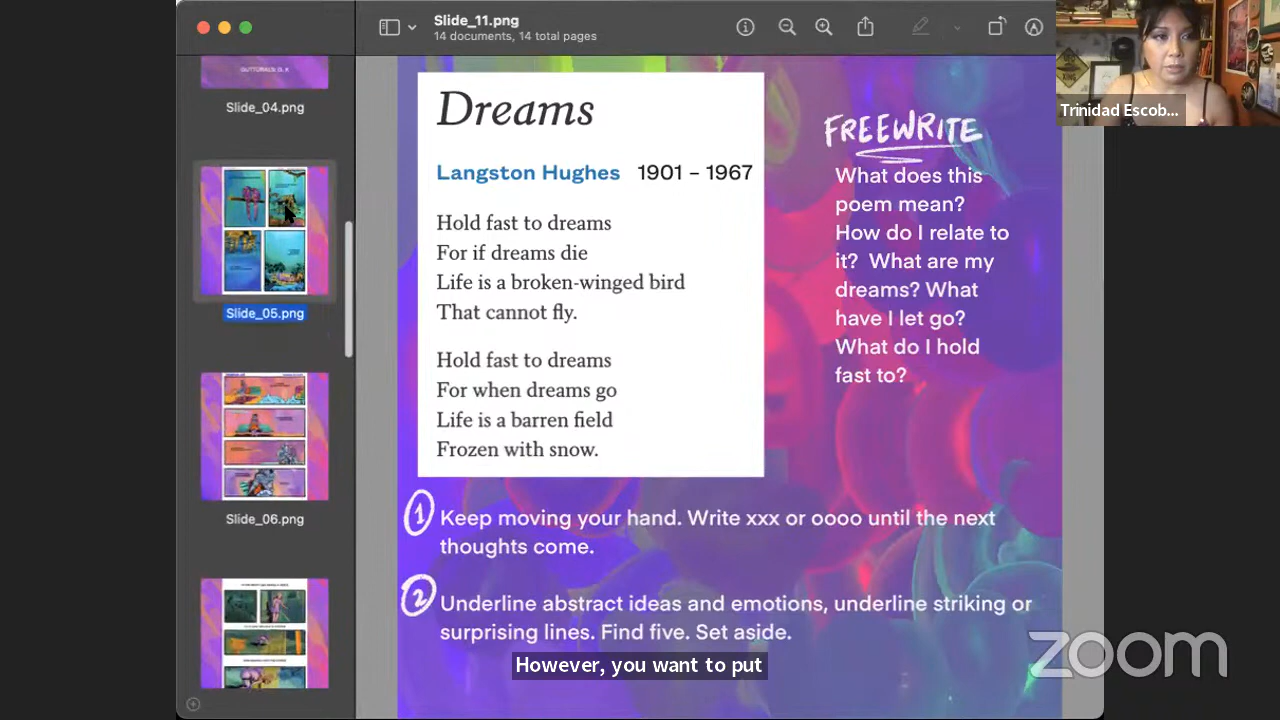 Slide_11.png
14 documents, 14 total pages
Trinidad Escob...
GUTTORALS: G, K
Slide_04.png
Slide_05.png
Slide_06.png
Dreams
Langston Hughes 1901 – 1967
Hold fast to dreams
For if dreams die
Life is a broken-winged bird
That cannot fly.
Hold fast to dreams
For when dreams go
Life is a barren field
Frozen with snow.
FREEWRITE
What does this
poem mean?
How do I relate to
it? What are my
dreams? What
have I let go?
What do I hold
fast to?
1 Keep moving your hand. Write xxx or oooo until the next
thoughts come.
2 Underline abstract ideas and emotions, underline striking or
surprising lines. Find five. Set aside.
However, you want to put
zoom